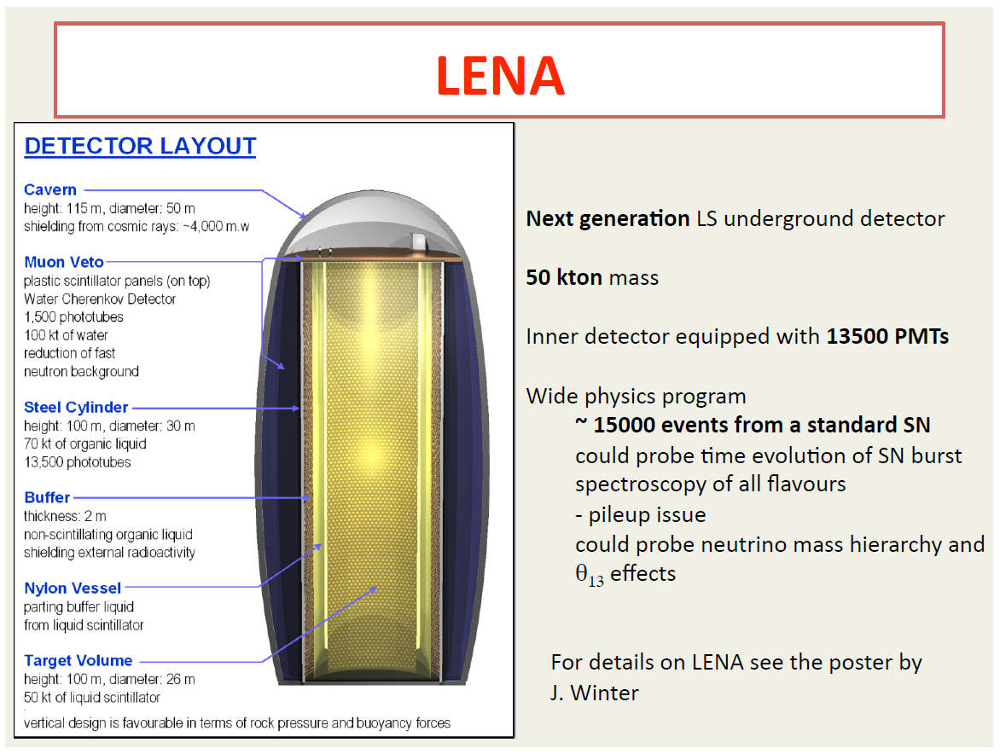 LENA
DETECTOR LAYOUT
Cavern
height: 115 m, diameter: 50 m
shielding from cosmic rays: ~4,000 m.w
Muon Veto
plastic scintillator panels (on top)
Water Cherenkov Detector
1,500 phototubes
100 kt of water
reduction of fast
neutron background
Steel Cylinder
height: 100 m, diameter: 30 m
70 kt of organic liquid
13,500 phototubes
Buffer
thickness: 2 m
non-scintillating organic liquid
shielding external radioactivity
Nylon Vessel
parting buffer liquid
from liquid scintillator
Target Volume
height: 100 m, diameter: 26 m
50 kt of liquid scintillator
vertical design is favourable in terms of rock pressure and buoyancy forces
Next generation LS underground detector
50 kton mass
Inner detector equipped with 13500 PMTs
Wide physics program
~ 15000 events from a standard SN
could probe time evolution of SN burst
spectroscopy of all flavours
- pileup issue
could probe neutrino mass hierarchy and
θ13 effects
For details on LENA see the poster by
J. Winter